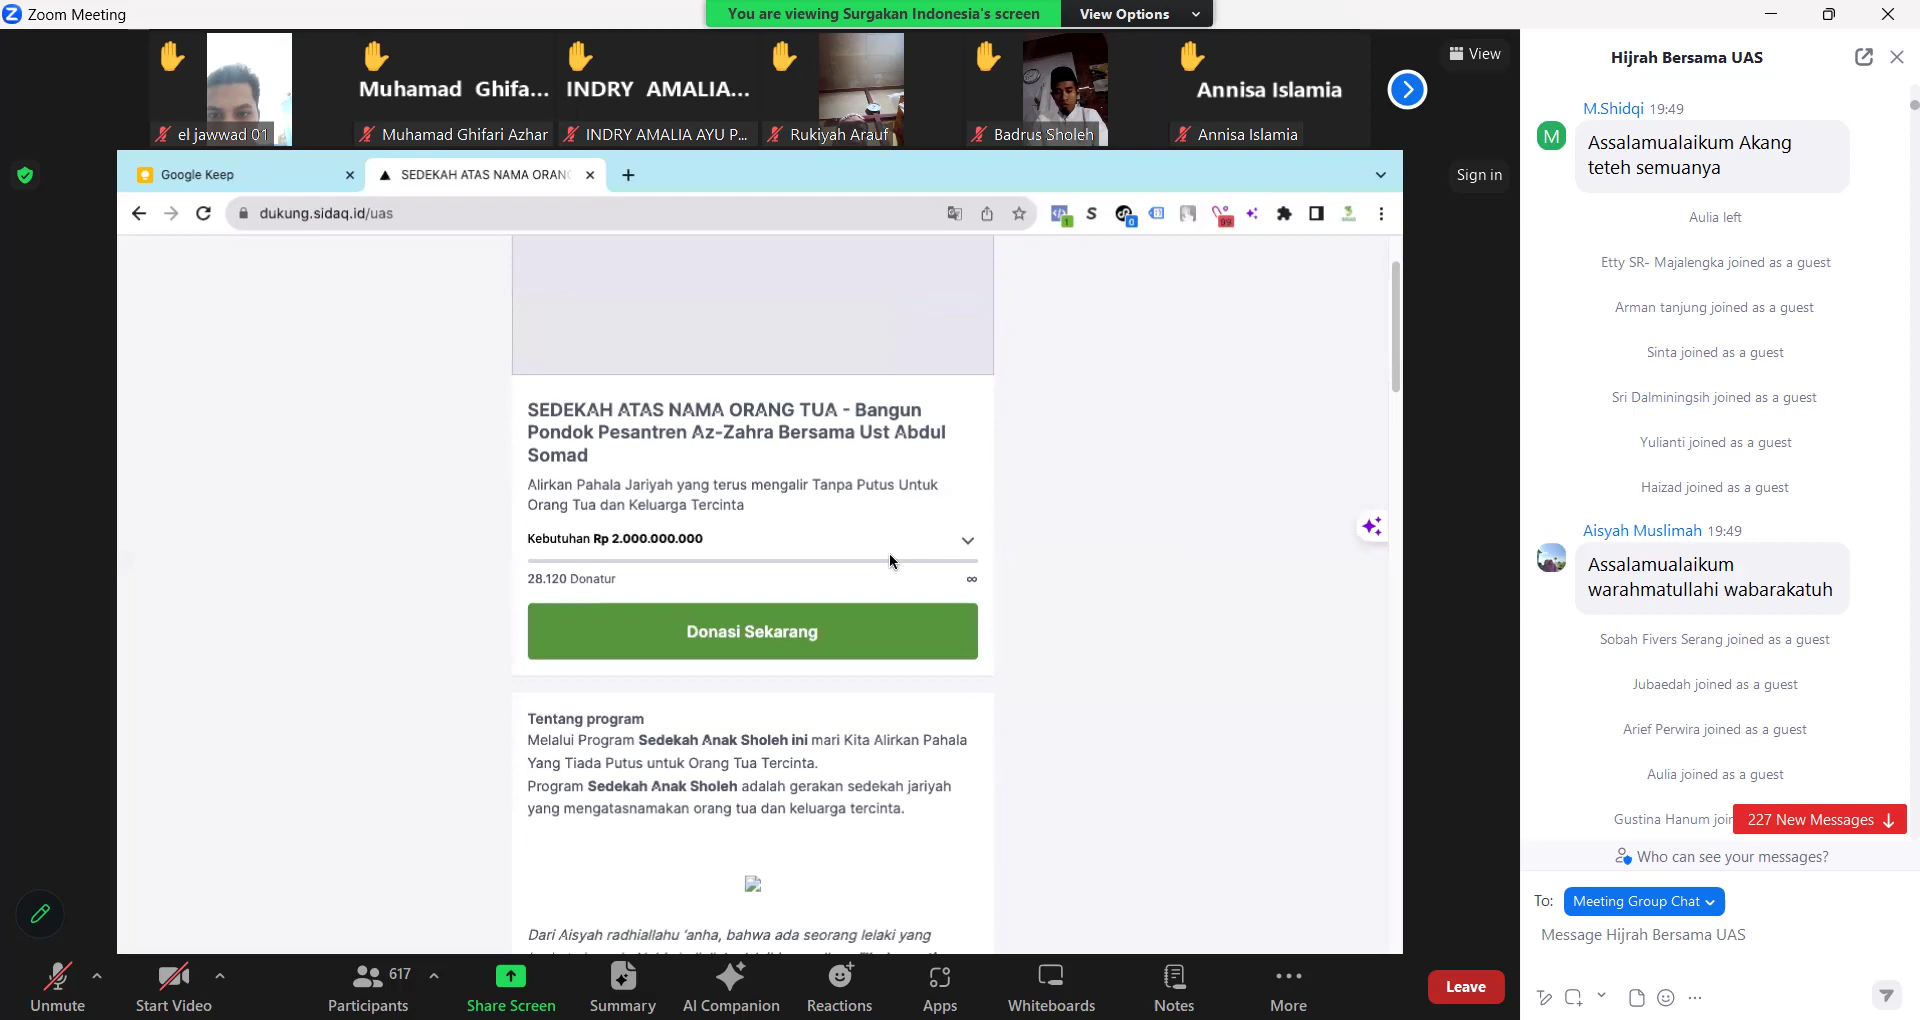 Zoom Meeting
You are viewing Surgakan Indonesia's screen
View Options
Muhamad Ghifa...
INDRY AMALIA...
Annisa Islamia
View
el jawwad 01
Muhamad Ghifari Azhar
INDRY AMALIA AYU P...
Rukiyah Arauf
Badrus Sholeh
Annisa Islamia
Sign in
Google Keep
SEDEKAH ATAS NAMA ORAN
dukung.sidaq.id/uas
SEDEKAH ATAS NAMA ORANG TUA - Bangun
Pondok Pesantren Az-Zahra Bersama Ust Abdul
Somad
Alirkan Pahala Jariyah yang terus mengalir Tanpa Putus Untuk
Orang Tua dan Keluarga Tercinta
Kebutuhan Rp 2.000.000.000
28.120 Donatur
∞
Donasi Sekarang
Tentang program
Melalui Program Sedekah Anak Sholeh ini mari Kita Alirkan Pahala
Yang Tiada Putus untuk Orang Tua Tercinta.
Program Sedekah Anak Sholeh adalah gerakan sedekah jariyah
yang mengatasnamakan orang tua dan keluarga tercinta.
Dari Aisyah radhiallahu 'anha, bahwa ada seorang lelaki yang
Hijrah Bersama UAS
M.Shidqi 19:49
M
Assalamualaikum Akang
teteh semuanya
Aulia left
Etty SR- Majalengka joined as a guest
Arman tanjung joined as a guest
Sinta joined as a guest
Sri Dalminingsih joined as a guest
Yulianti joined as a guest
Haizad joined as a guest
Aisyah Muslimah 19:49
Assalamualaikum
warahmatullahi wabarakatuh
Sobah Fivers Serang joined as a guest
Jubaedah joined as a guest
Arief Perwira joined as a guest
Aulia joined as a guest
Gustina Hanum joir
227 New Messages
Who can see your messages?
To: Meeting Group Chat
Message Hijrah Bersama UAS
Unmute
Start Video
617
Participants
Share Screen
Summary
AI Companion
Reactions
Apps
Whiteboards
Notes
More
Leave